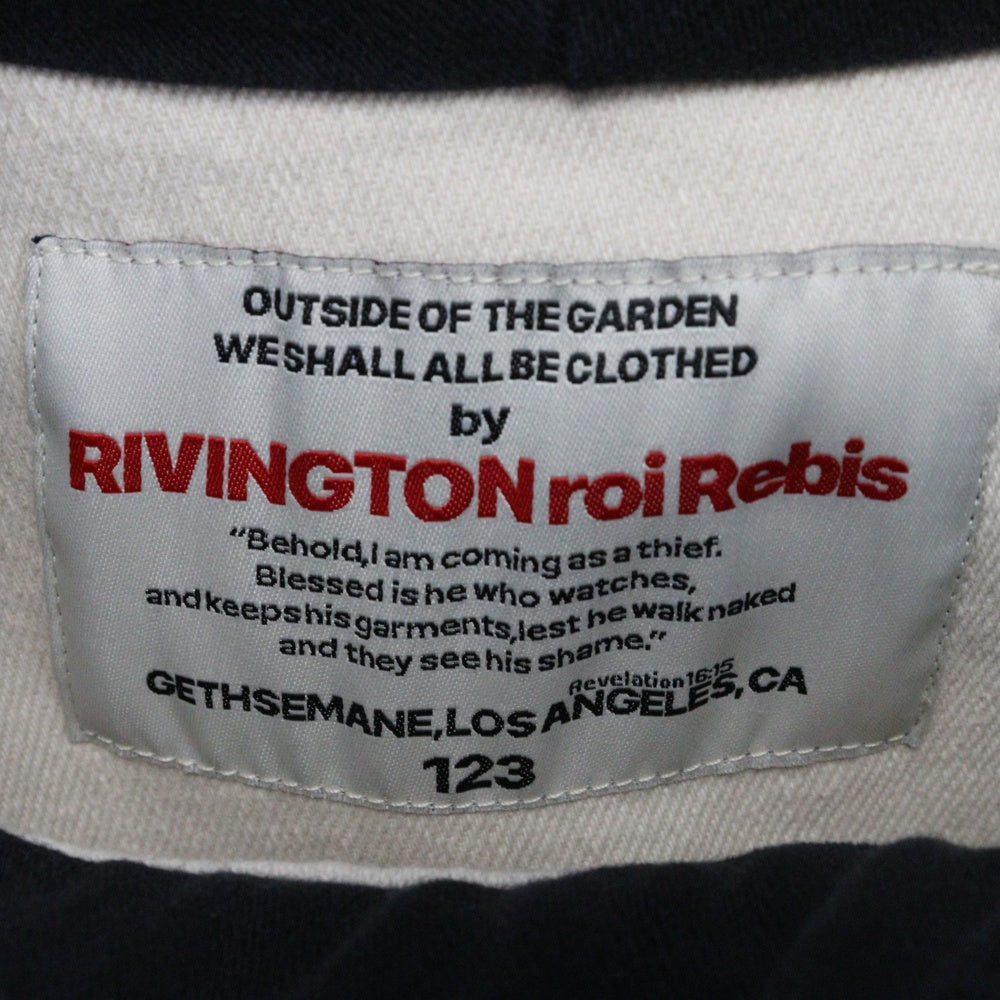 OUTSIDE OF THE GARDEN
WE SHALL ALL BE CLOTHED
by
RIVINGTON roi Rebis
“Behold, I am coming as a thief.
Blessed is he who watches,
and keeps his garments, lest he walk naked
and they see his shame.”
Revelation 16:15
GETHSEMANE, LOS ANGELES, CA
123